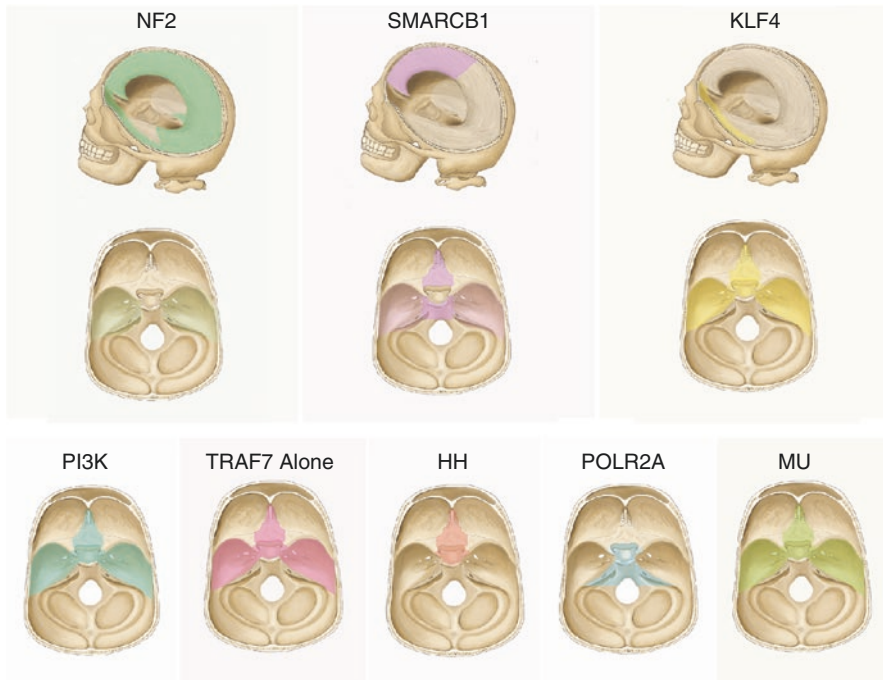 NF2
SMARCB1
KLF4
PI3K
TRAF7 Alone
HH
POLR2A
MU